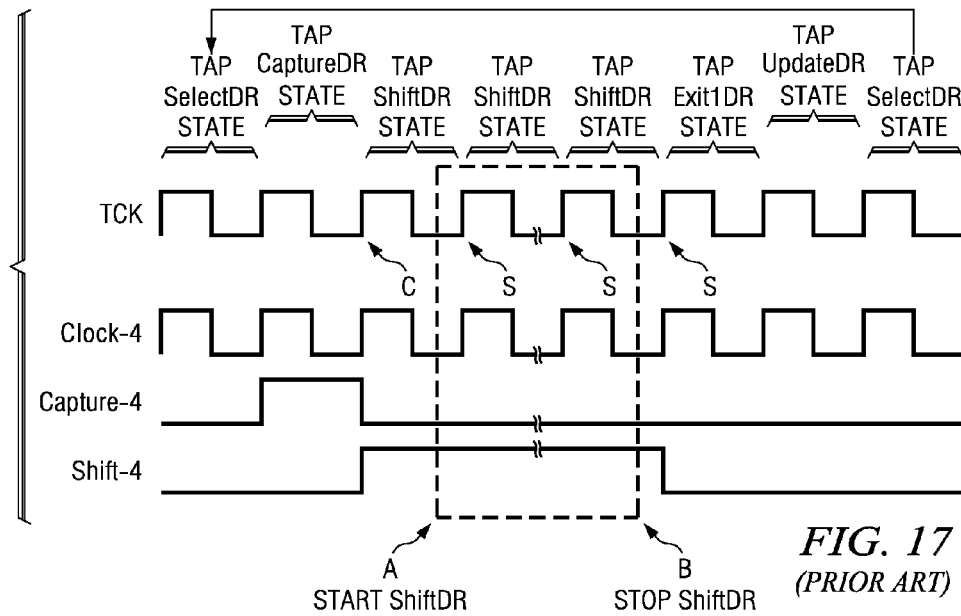 TAP
SelectDR
STATE
TAP
CaptureDR
STATE
TAP
ShiftDR
STATE
TAP
ShiftDR
STATE
TAP
ShiftDR
STATE
TAP
Exit1DR
STATE
TAP
UpdateDR
STATE
TAP
SelectDR
STATE
TCK
C
S
S
S
Clock-4
Capture-4
Shift-4
A
START ShiftDR
B
STOP ShiftDR
FIG. 17
(PRIOR ART)